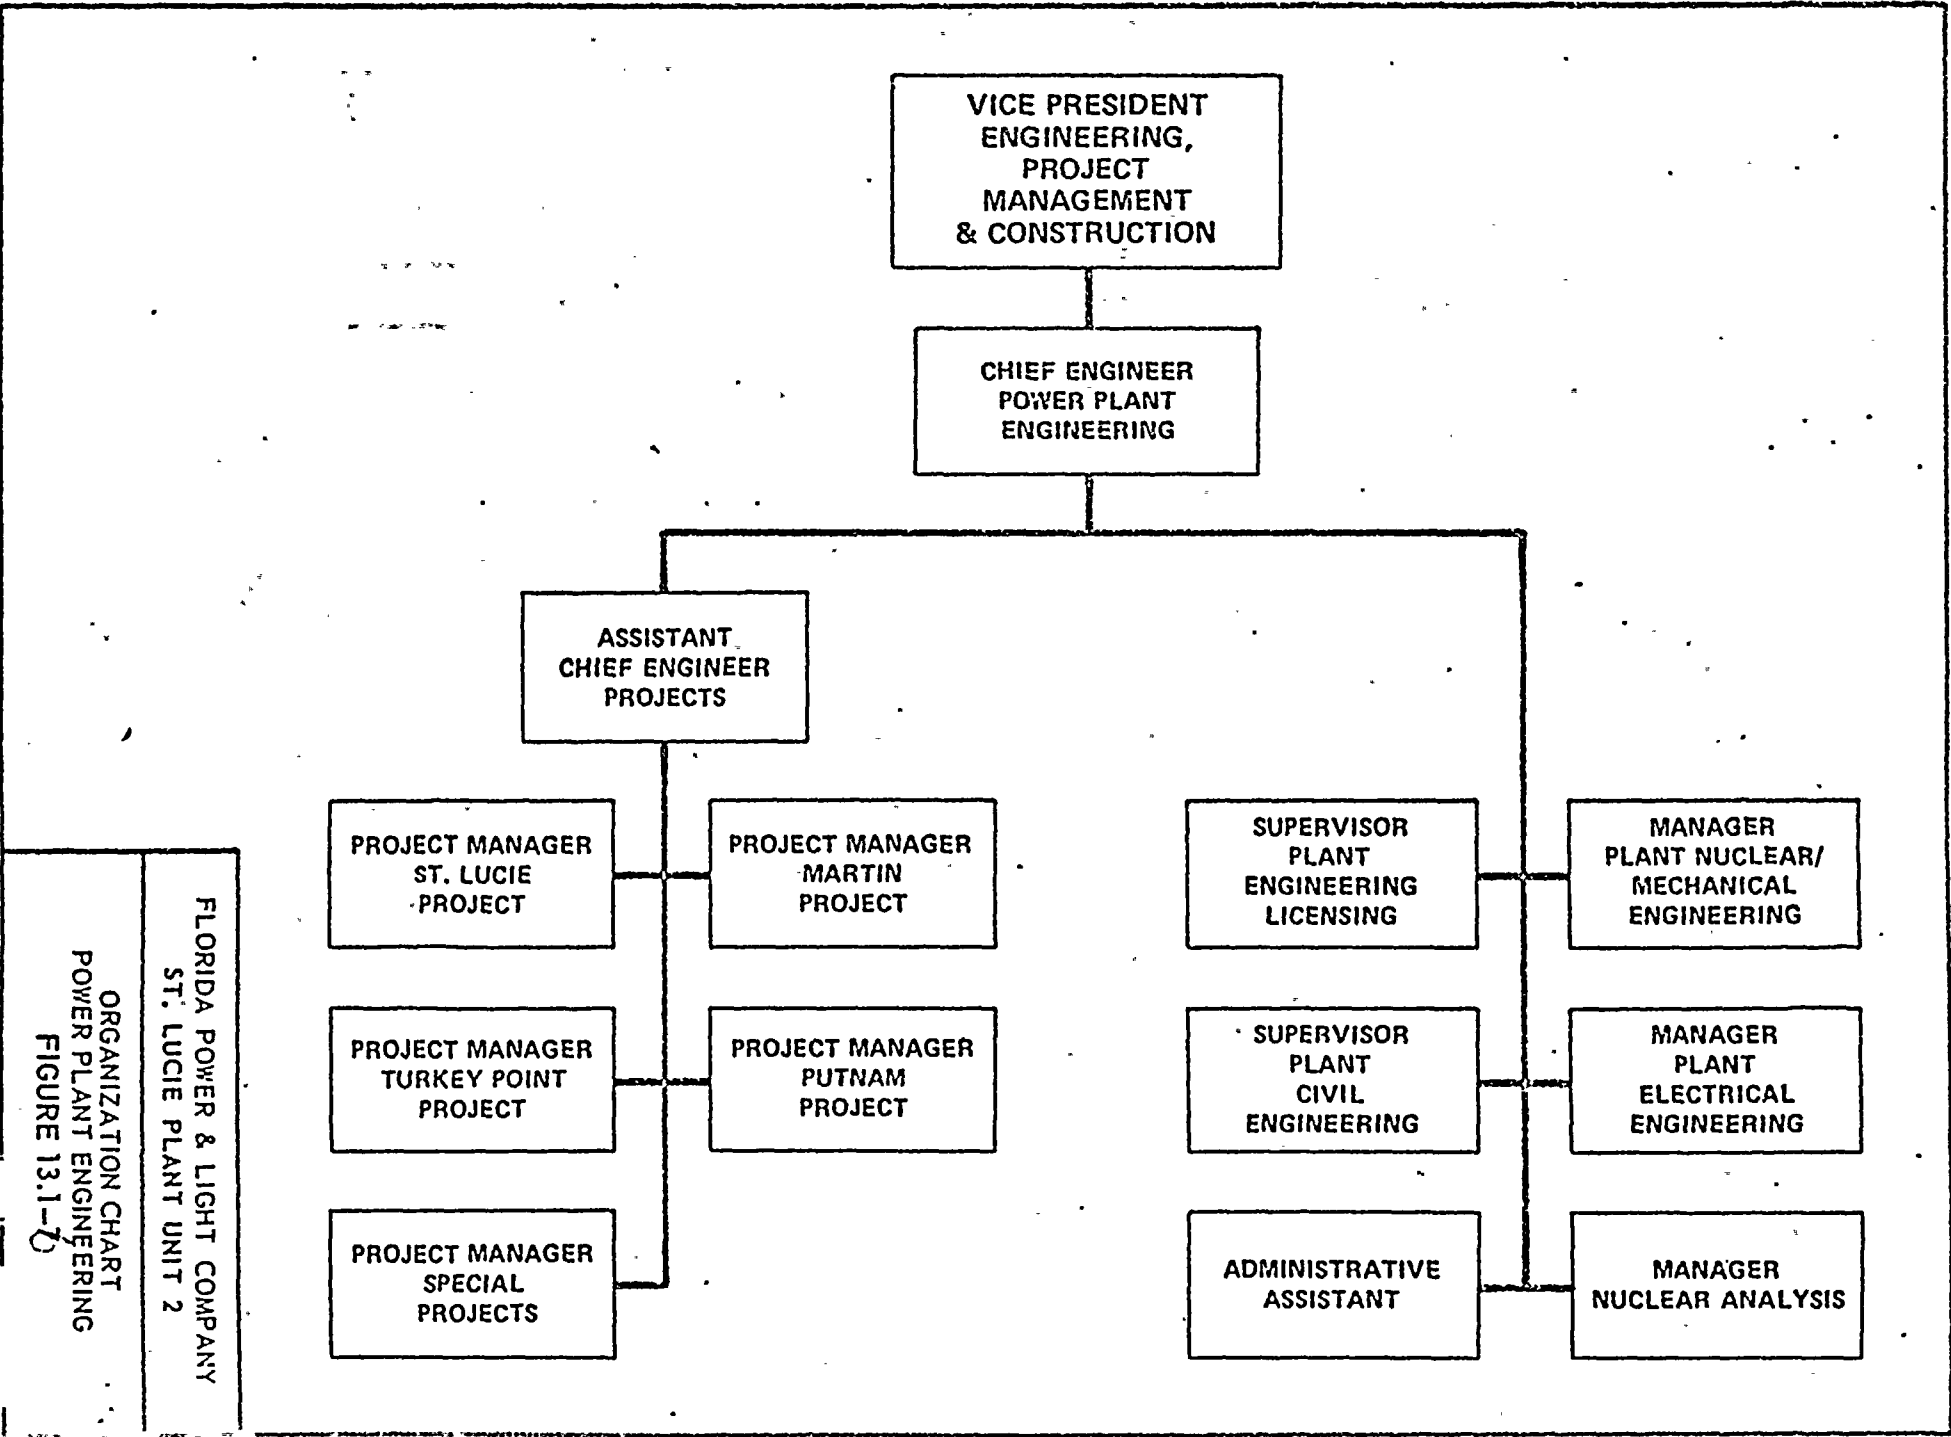 VICE PRESIDENT
ENGINEERING,
PROJECT
MANAGEMENT
& CONSTRUCTION
CHIEF ENGINEER
POWER PLANT
ENGINEERING
ASSISTANT
CHIEF ENGINEER
PROJECTS
PROJECT MANAGER
ST. LUCIE
PROJECT
PROJECT MANAGER
MARTIN
PROJECT
SUPERVISOR
PLANT
ENGINEERING
LICENSING
MANAGER
PLANT NUCLEAR/
MECHANICAL
ENGINEERING
PROJECT MANAGER
TURKEY POINT
PROJECT
PROJECT MANAGER
PUTNAM
PROJECT
SUPERVISOR
PLANT
CIVIL
ENGINEERING
MANAGER
PLANT
ELECTRICAL
ENGINEERING
PROJECT MANAGER
SPECIAL
PROJECTS
ADMINISTRATIVE
ASSISTANT
MANAGER
NUCLEAR ANALYSIS
FLORIDA POWER & LIGHT COMPANY
ST. LUCIE PLANT UNIT 2
ORGANIZATION CHART
POWER PLANT ENGINEERING
FIGURE 13.1-